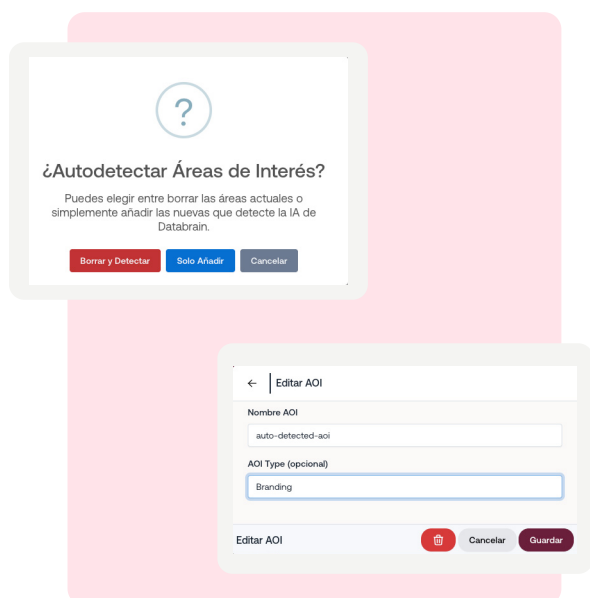 ?
¿Autodetectar Áreas de Interés?
Puedes elegir entre borrar las áreas actuales o
simplemente añadir las nuevas que detecte la IA de
Databrain.
Borrar y Detectar Solo Añadir Cancelar
← Editar AOI
Nombre AOI
auto-detected-aoi
AOI Type (opcional)
Branding
Editar AOI Cancelar Guardar